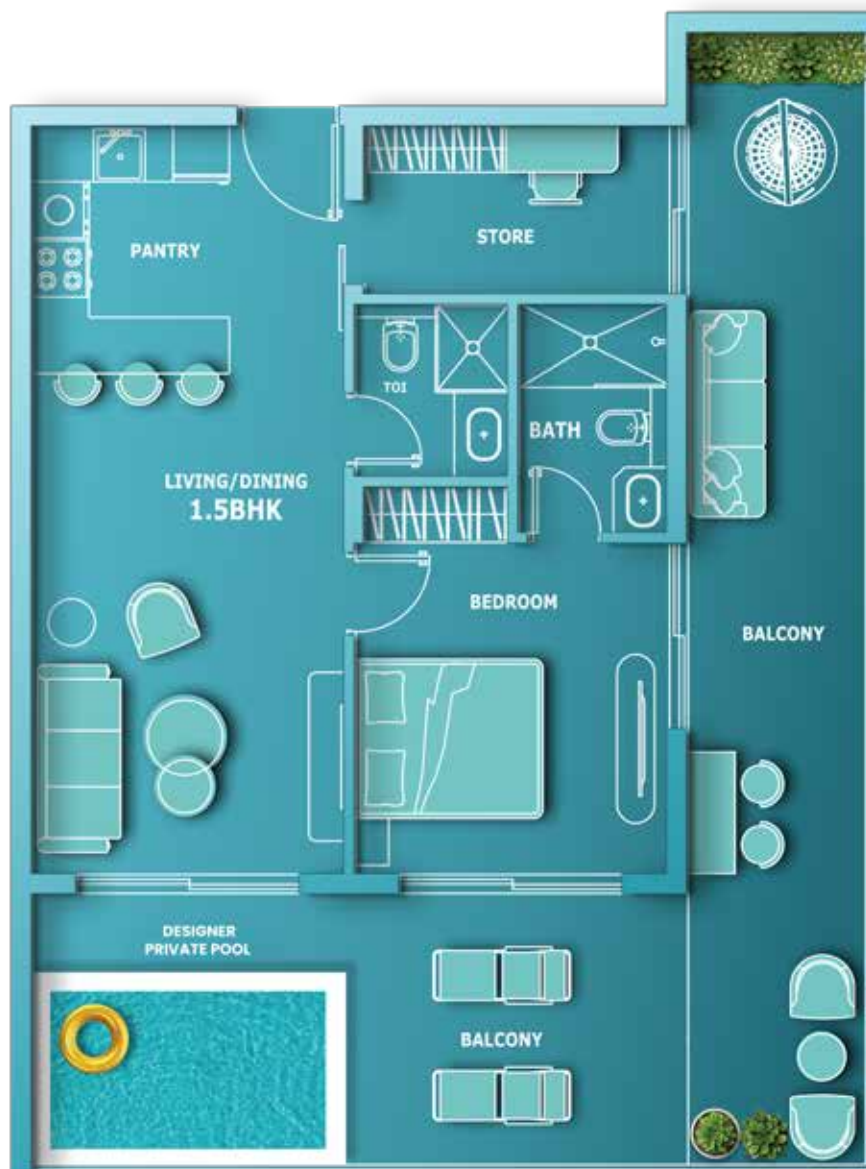 PANTRY
STORE
TOI
BATH
LIVING/DINING
1.5BHK
BEDROOM
BALCONY
DESIGNER
PRIVATE POOL
BALCONY